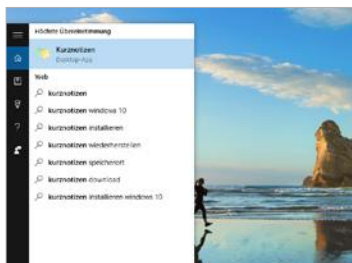 Höchste Übereinstimmung
Kurznotizen
Desktop-App
Web
kurznotizen
kurznotizen windows 10
kurznotizen installieren
kurznotizen wiederherstellen
kurznotizen speicherort
kurznotizen download
kurznotizen installieren windows 10